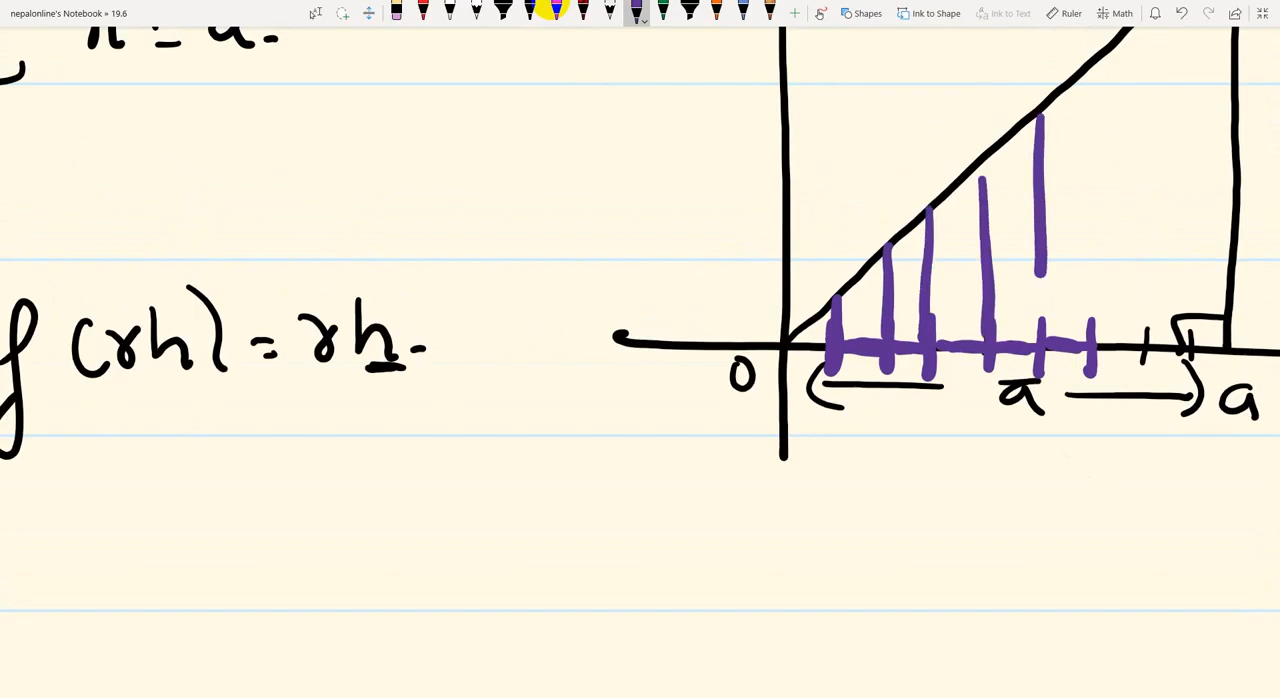 nepalonline's Notebook » 19.6
Shapes Ink to Shape Ink to Text Ruler Math
f(rh) = rh.
0 a a